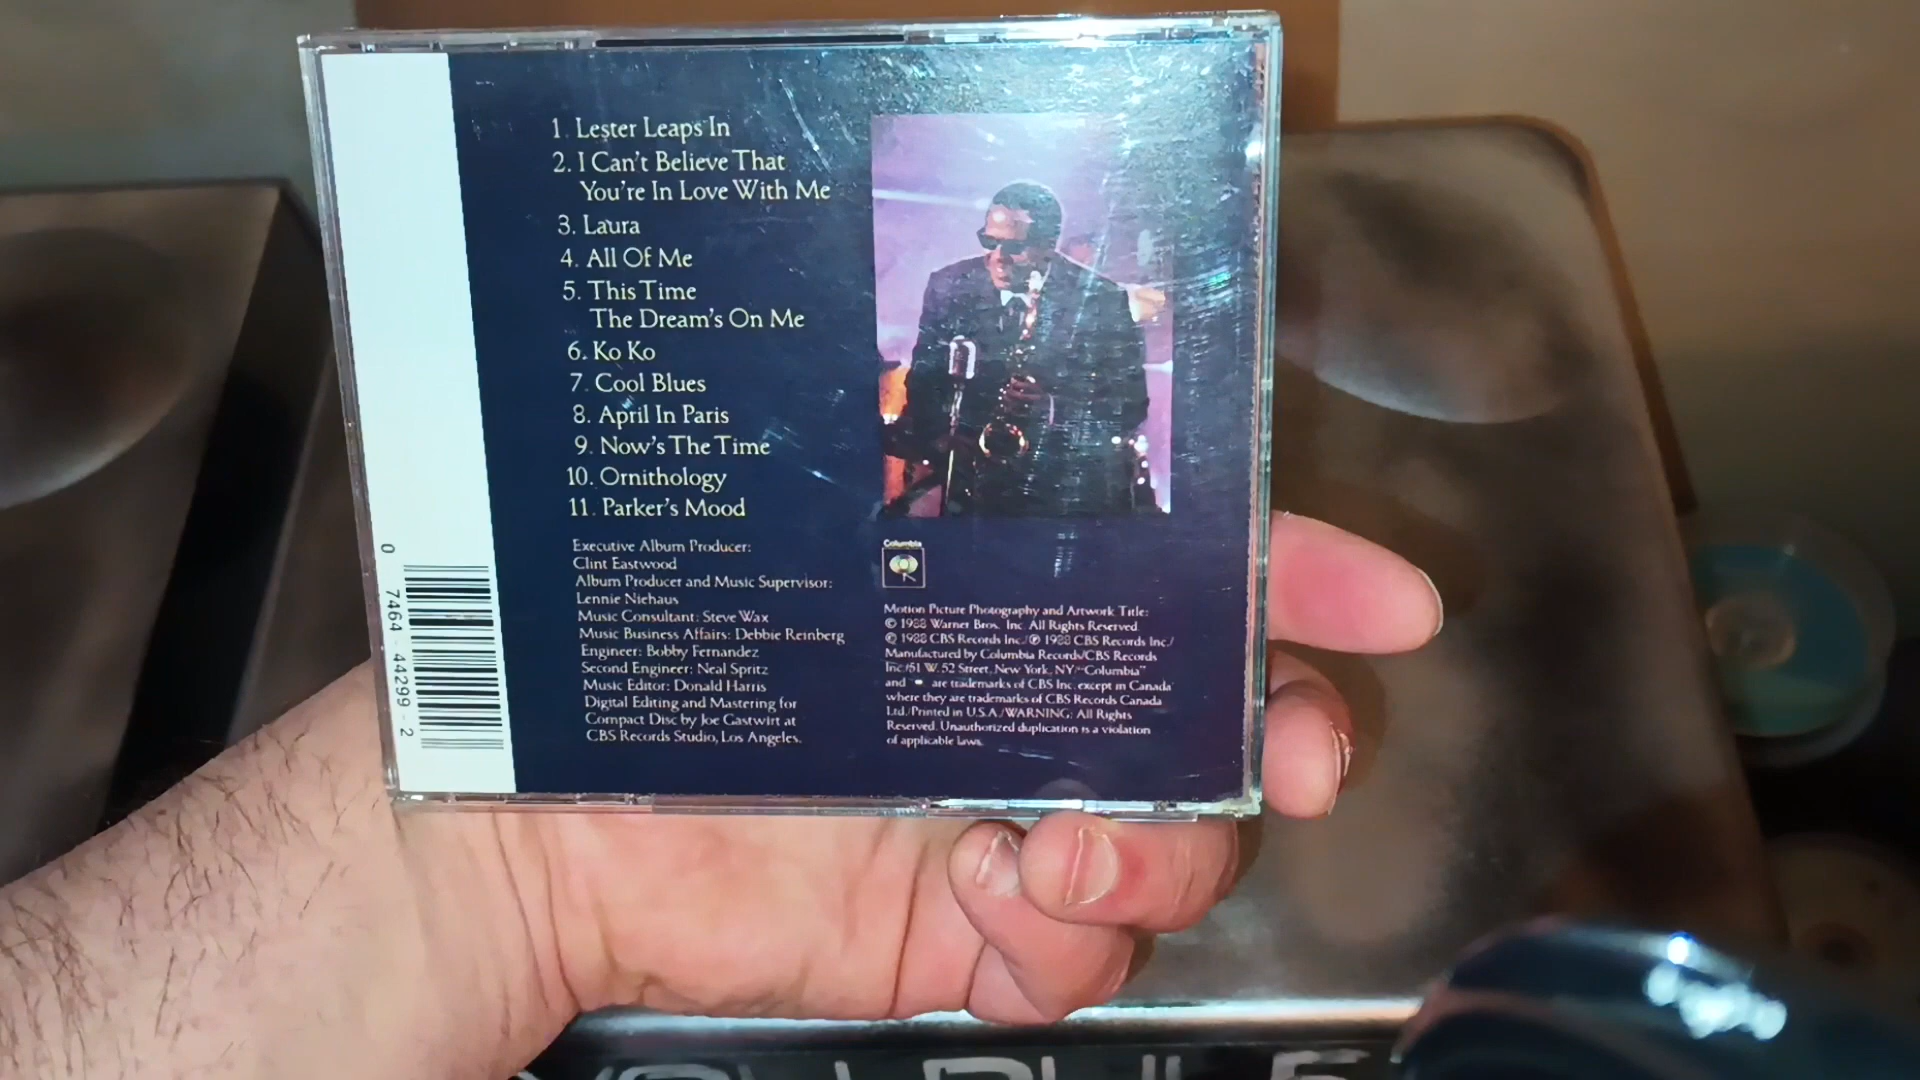 1. Lester Leaps In
2. I Can't Believe That
You're In Love With Me
3. Laura
4. All Of Me
5. This Time
The Dream's On Me
6. Ko Ko
7. Cool Blues
8. April In Paris
9. Now's The Time
10. Ornithology
11. Parker's Mood
Executive Album Producer:
Clint Eastwood
Album Producer and Music Supervisor:
Lennie Niehaus
Music Consultant: Steve Wax
Music Business Affairs: Debbie Reinberg
Engineer: Bobby Fernandez
Second Engineer: Neal Spritz
Music Editor: Donald Harris
Digital Editing and Mastering for
Compact Disc by Joe Gastwirt at
CBS Records Studio, Los Angeles.
Columbia
Motion Picture Photography and Artwork Title:
© 1988 Warner Bros. Inc. All Rights Reserved
© 1988 CBS Records Inc./℗ 1988 CBS Records Inc./
Manufactured by Columbia Records/CBS Records
Inc./51 W. 52 Street, New York, NY/"Columbia"
and are trademarks of CBS Inc. except in Canada
where they are trademarks of CBS Records Canada
Ltd./Printed in U.S.A./WARNING: All Rights
Reserved. Unauthorized duplication is a violation
of applicable laws.
0 7464-44299-2